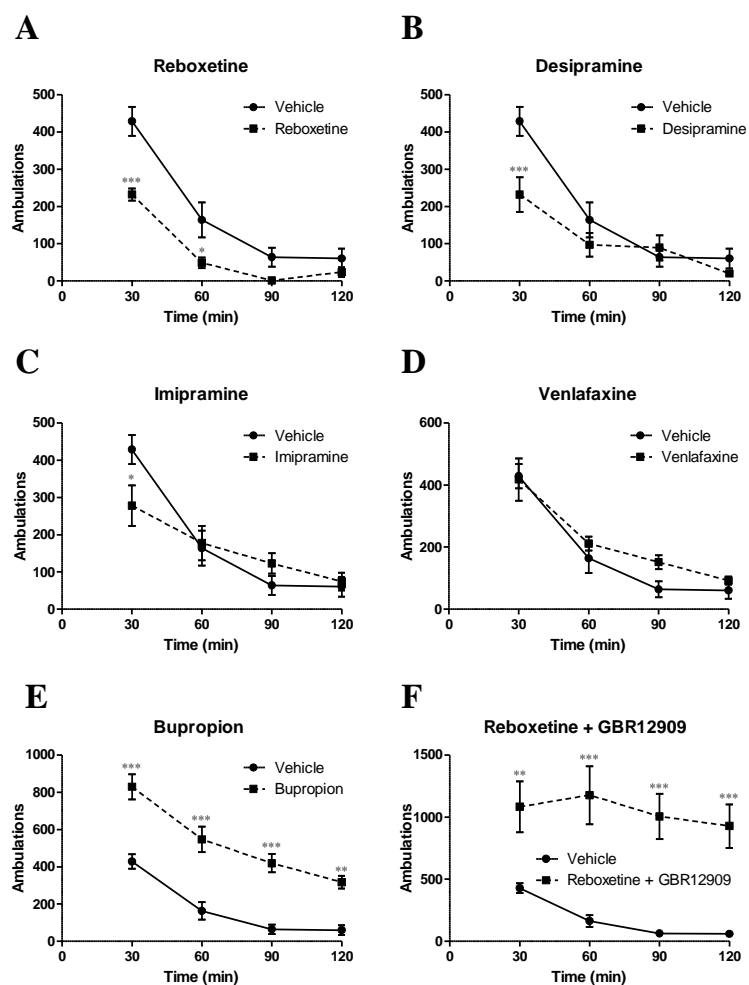 A
Reboxetine
500
400
300
200
100
0
Ambulations
Vehicle
Reboxetine
***
*
0 30 60 90 120
Time (min)
B
Desipramine
500
400
300
200
100
0
Ambulations
Vehicle
Desipramine
***
0 30 60 90 120
Time (min)
C
Imipramine
500
400
300
200
100
0
Ambulations
Vehicle
Imipramine
*
0 30 60 90 120
Time (min)
D
Venlafaxine
600
400
200
0
Ambulations
Vehicle
Venlafaxine
0 30 60 90 120
Time (min)
E
Bupropion
1000
800
600
400
200
0
Ambulations
Vehicle
Bupropion
***
***
***
**
0 30 60 90 120
Time (min)
F
Reboxetine + GBR12909
1500
1000
500
0
Ambulations
**
***
***
***
Vehicle
Reboxetine + GBR12909
0 30 60 90 120
Time (min)